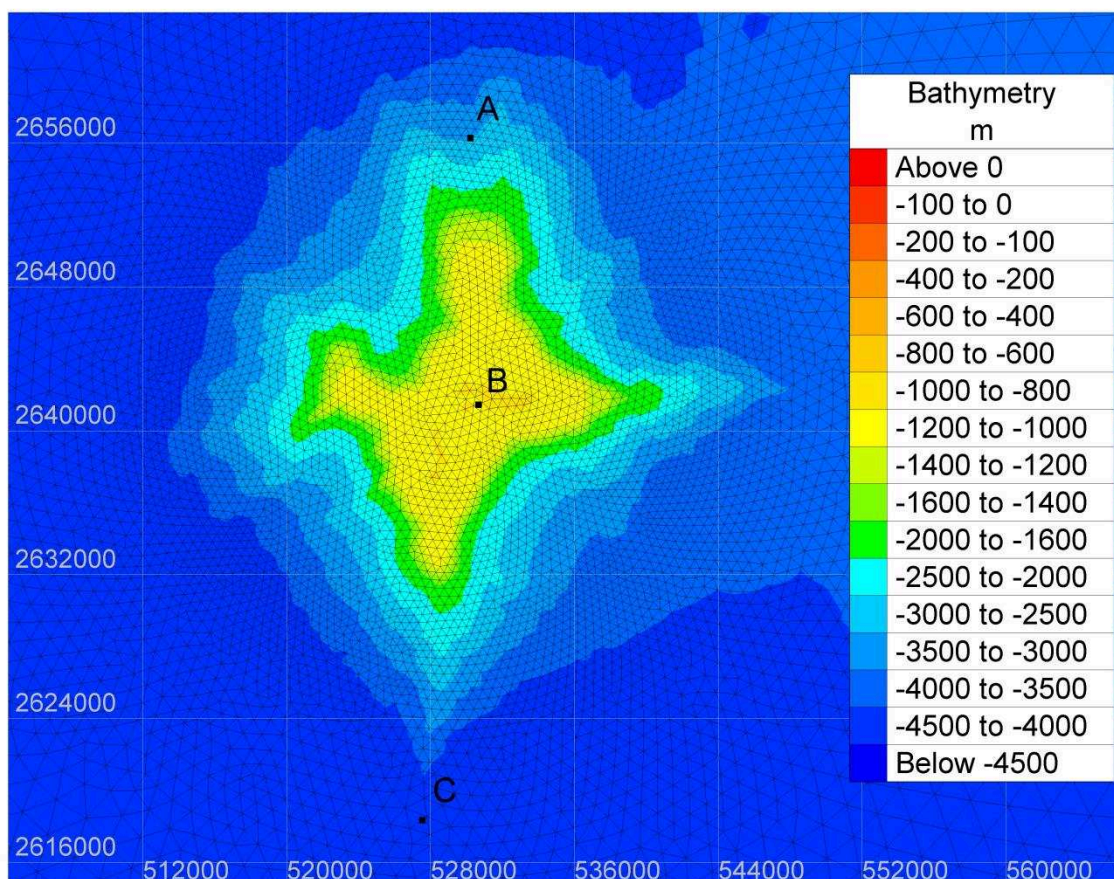 A
2656000
2648000
B
2640000
2632000
2624000
C
2616000
512000 520000 528000 536000 544000 552000 560000
Bathymetry
m
Above 0
-100 to 0
-200 to -100
-400 to -200
-600 to -400
-800 to -600
-1000 to -800
-1200 to -1000
-1400 to -1200
-1600 to -1400
-2000 to -1600
-2500 to -2000
-3000 to -2500
-3500 to -3000
-4000 to -3500
-4500 to -4000
Below -4500